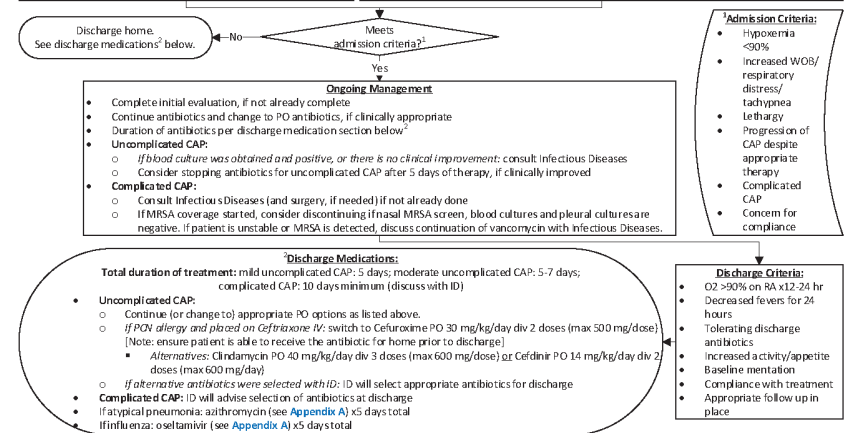 Discharge home.
See discharge medications2 below.
No
Meets
admission criteria?1
Yes
1Admission Criteria:
• Hypoxemia
<90%
• Increased WOB/
respiratory
distress/
tachypnea
• Lethargy
• Progression of
CAP despite
appropriate
therapy
• Complicated
CAP
• Concern for
compliance
Ongoing Management
• Complete initial evaluation, if not already complete
• Continue antibiotics and change to PO antibiotics, if clinically appropriate
• Duration of antibiotics per discharge medication section below2
• Uncomplicated CAP:
o If blood culture was obtained and positive, or there is no clinical improvement: consult Infectious Diseases
o Consider stopping antibiotics for uncomplicated CAP after 5 days of therapy, if clinically improved
• Complicated CAP:
o Consult Infectious Diseases (and surgery, if needed) if not already done
o If MRSA coverage started, consider discontinuing if nasal MRSA screen, blood cultures and pleural cultures are
negative. If patient is unstable or MRSA is detected, discuss continuation of vancomycin with Infectious Diseases.
2Discharge Medications:
Total duration of treatment: mild uncomplicated CAP: 5 days; moderate uncomplicated CAP: 5-7 days;
complicated CAP: 10 days minimum (discuss with ID)
• Uncomplicated CAP:
o Continue (or change to) appropriate PO options as listed above.
o If PCN allergy and placed on Ceftriaxone IV: switch to Cefuroxime PO 30 mg/kg/day div 2 doses (max 500 mg/dose)
[Note: ensure patient is able to receive the antibiotic for home prior to discharge]
▪ Alternatives: Clindamycin PO 40 mg/kg/day div 3 doses (max 600 mg/dose) or Cefdinir PO 14 mg/kg/day div 2
doses (max 600 mg/day)
o If alternative antibiotics were selected with ID: ID will select appropriate antibiotics for discharge
• Complicated CAP: ID will advise selection of antibiotics at discharge
• If atypical pneumonia: azithromycin (see Appendix A) x5 days total
• If influenza: oseltamivir (see Appendix A) x5 days total
Discharge Criteria:
• O2 >90% on RA x12-24 hr
• Decreased fevers for 24
hours
• Tolerating discharge
antibiotics
• Increased activity/appetite
• Baseline mentation
• Compliance with treatment
• Appropriate follow up in
place